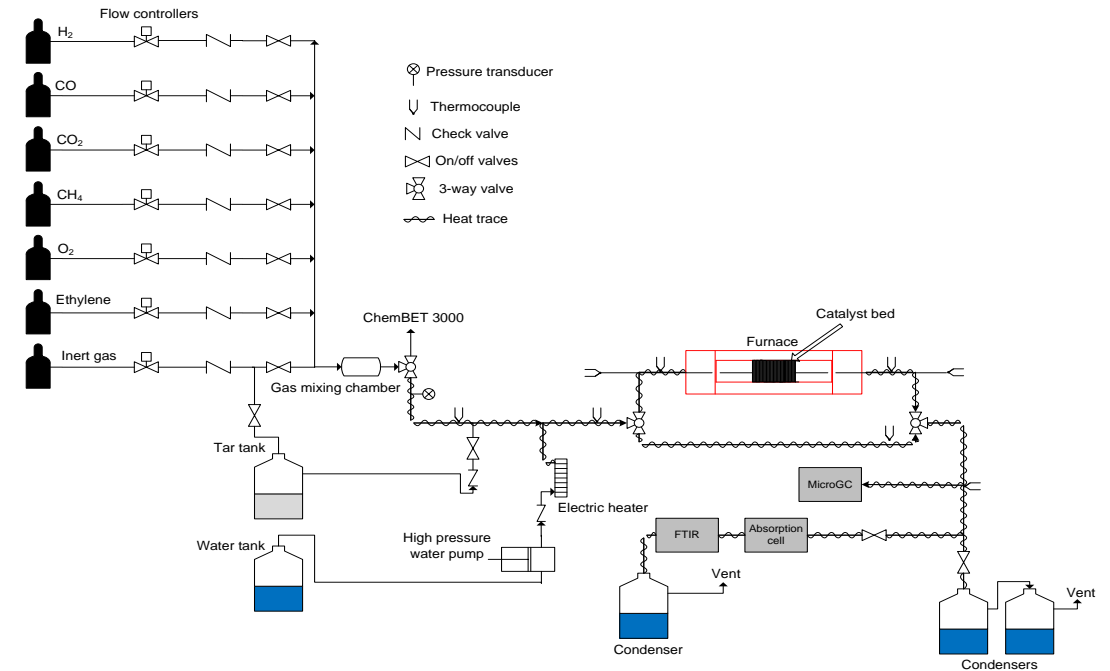 Flow controllers
H₂
CO
CO₂
CH₄
O₂
Ethylene
Inert gas
Pressure transducer
Thermocouple
Check valve
On/off valves
3-way valve
Heat trace
ChemBET 3000
Gas mixing chamber
Catalyst bed
Furnace
Tar tank
Electric heater
MicroGC
Water tank
High pressure
water pump
FTIR
Absorption
cell
Vent
Condenser
Vent
Condensers